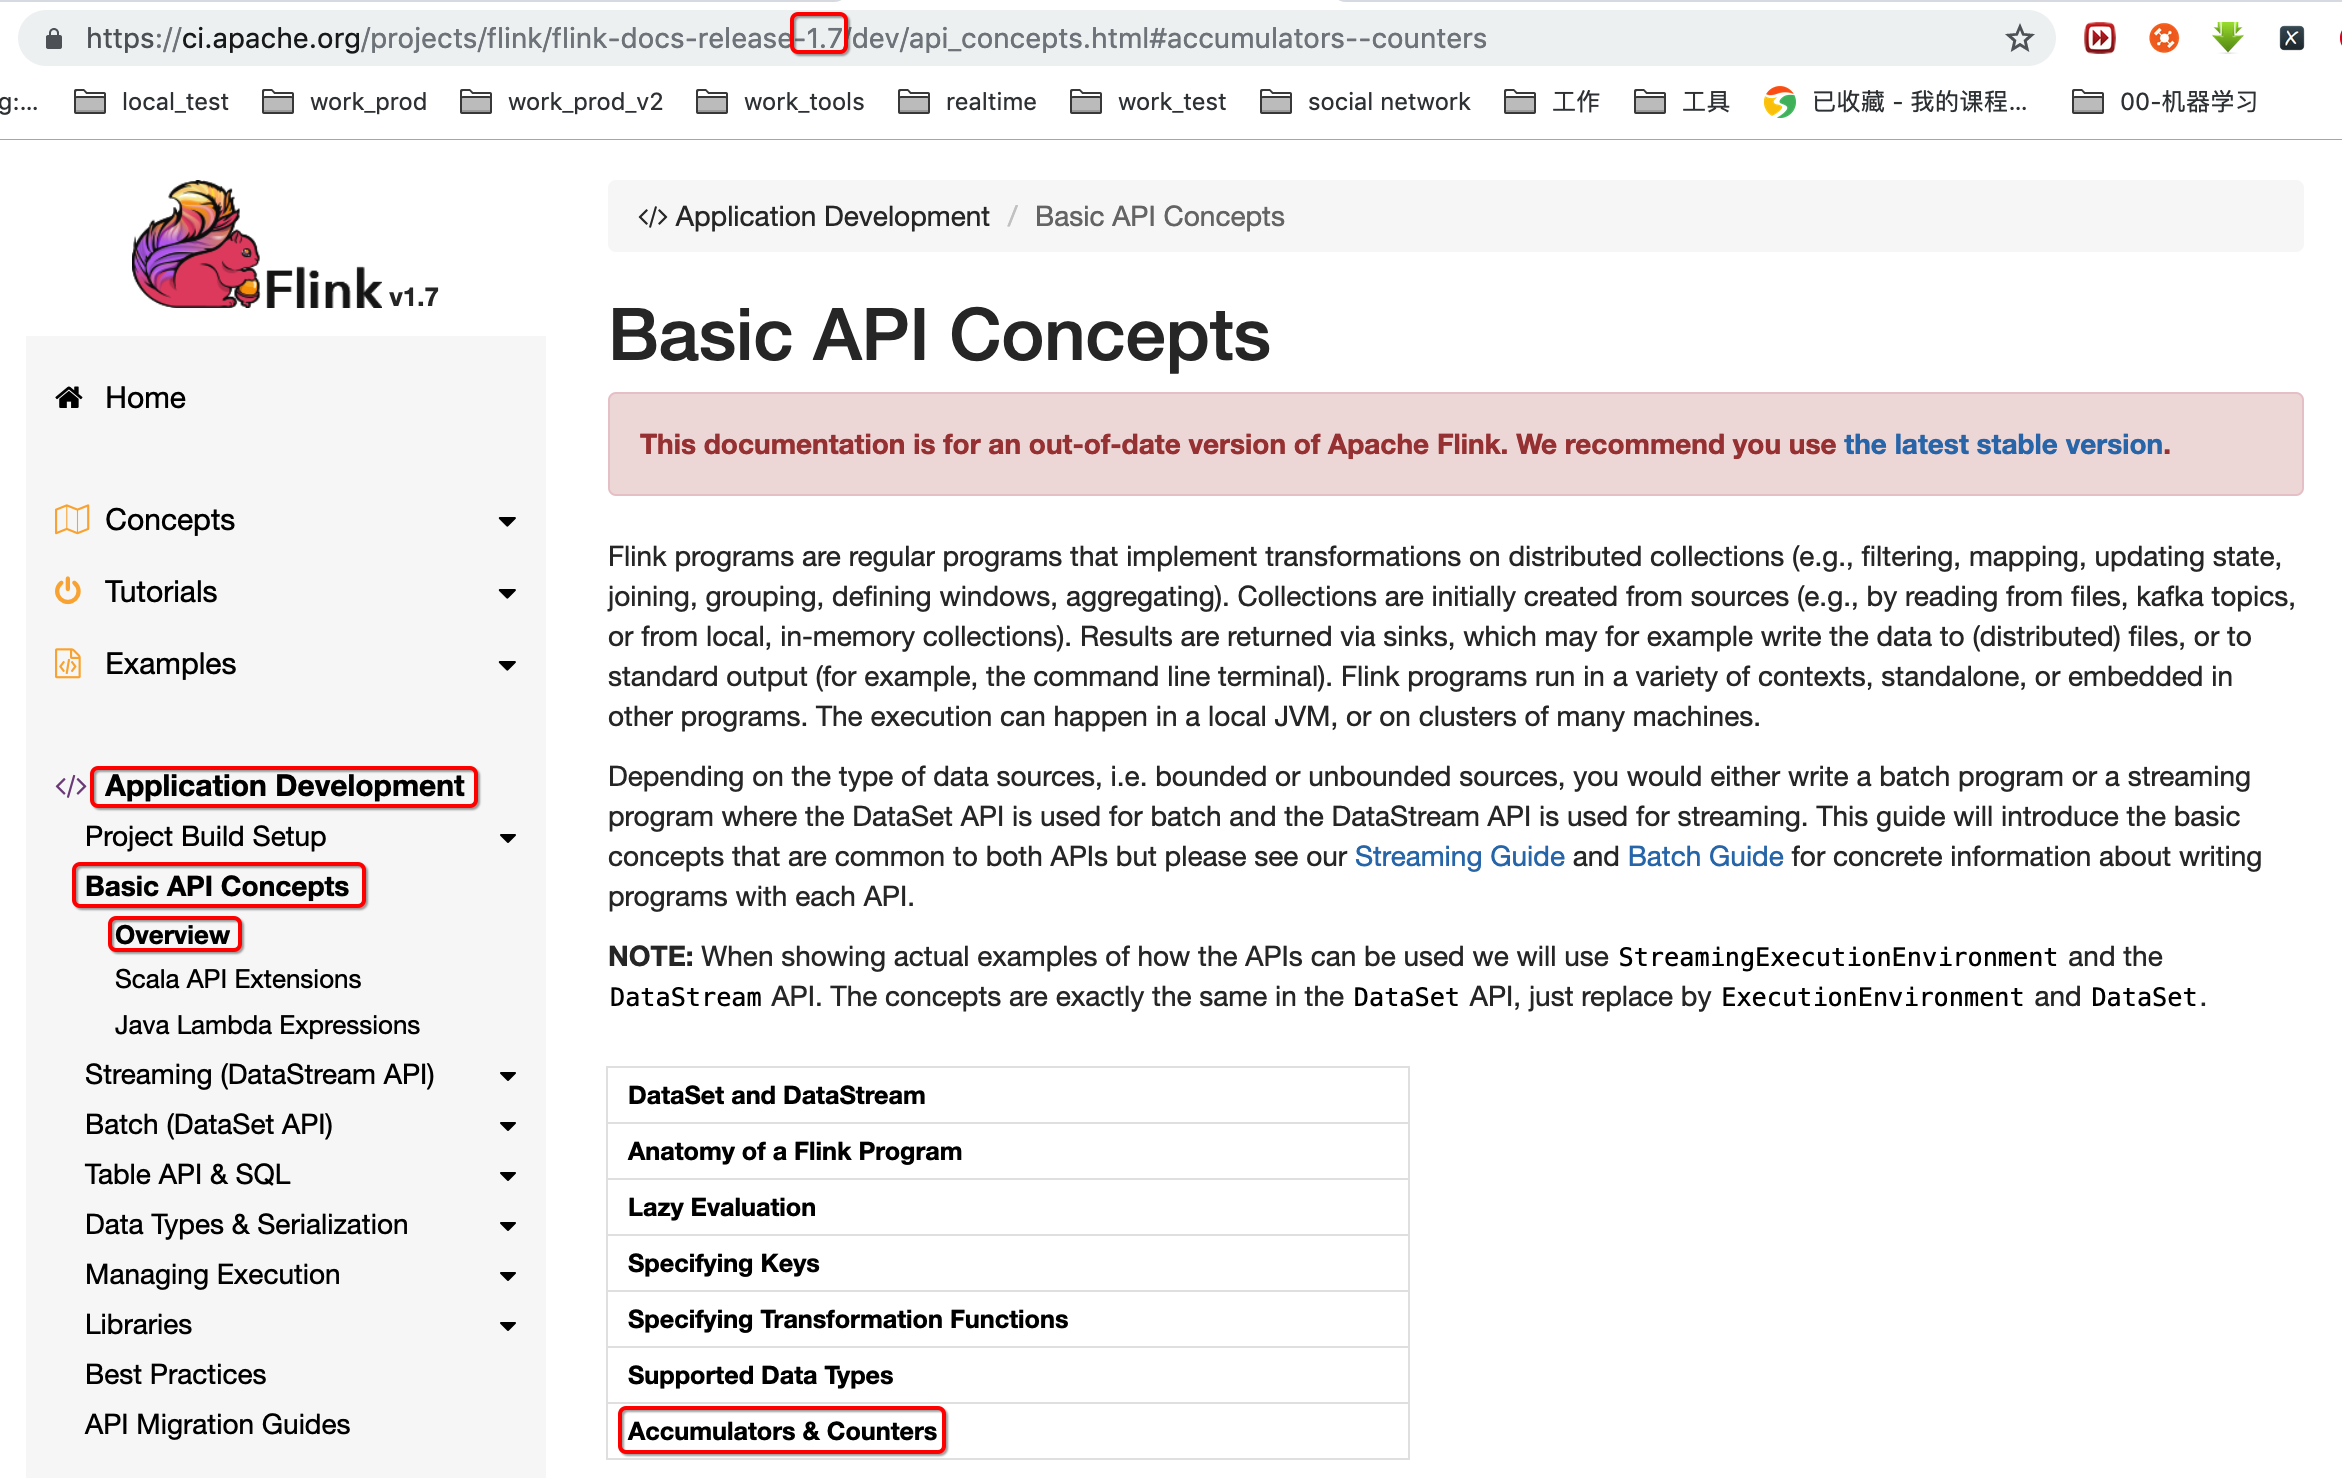 https://ci.apache.org/projects/flink/flink-docs-release-1.7/dev/api_concepts.html#accumulators--counters
g:... local_test work_prod work_prod_v2 work_tools realtime work_test social network 工作 工具 已收藏 - 我的课程... 00-机器学习
Flink v1.7
Home
Concepts
Tutorials
Examples
Application Development
Project Build Setup
Basic API Concepts
Overview
Scala API Extensions
Java Lambda Expressions
Streaming (DataStream API)
Batch (DataSet API)
Table API & SQL
Data Types & Serialization
Managing Execution
Libraries
Best Practices
API Migration Guides
</> Application Development / Basic API Concepts
Basic API Concepts
This documentation is for an out-of-date version of Apache Flink. We recommend you use the latest stable version.
Flink programs are regular programs that implement transformations on distributed collections (e.g., filtering, mapping, updating state,
joining, grouping, defining windows, aggregating). Collections are initially created from sources (e.g., by reading from files, kafka topics,
or from local, in-memory collections). Results are returned via sinks, which may for example write the data to (distributed) files, or to
standard output (for example, the command line terminal). Flink programs run in a variety of contexts, standalone, or embedded in
other programs. The execution can happen in a local JVM, or on clusters of many machines.
Depending on the type of data sources, i.e. bounded or unbounded sources, you would either write a batch program or a streaming
program where the DataSet API is used for batch and the DataStream API is used for streaming. This guide will introduce the basic
concepts that are common to both APIs but please see our Streaming Guide and Batch Guide for concrete information about writing
programs with each API.
NOTE: When showing actual examples of how the APIs can be used we will use StreamingExecutionEnvironment and the
DataStream API. The concepts are exactly the same in the DataSet API, just replace by ExecutionEnvironment and DataSet.
DataSet and DataStream
Anatomy of a Flink Program
Lazy Evaluation
Specifying Keys
Specifying Transformation Functions
Supported Data Types
Accumulators & Counters